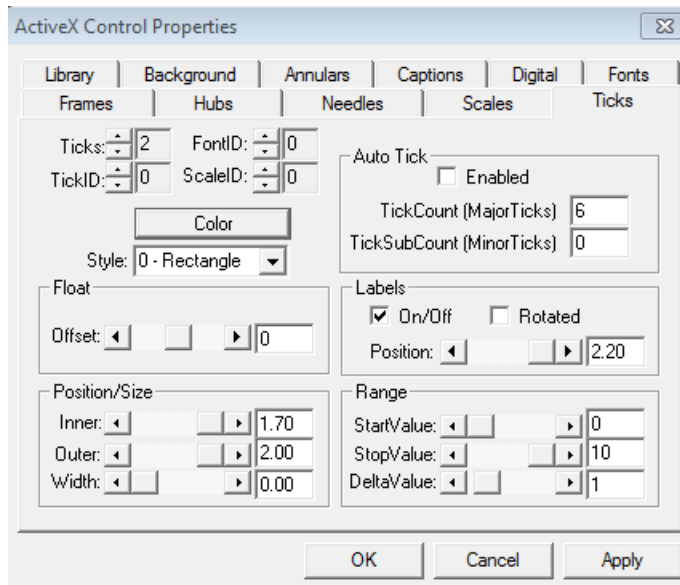 ActiveX Control Properties
Library Background Annulars Captions Digital Fonts
Frames Hubs Needles Scales Ticks
Ticks: 2 FontID: 0
TickID: 0 ScaleID: 0
Color
Style: 0 - Rectangle
Auto Tick
Enabled
TickCount (MajorTicks) 6
TickSubCount (MinorTicks) 0
Float
Offset: 0
Labels
On/Off Rotated
Position: 2.20
Position/Size
Inner: 1.70
Outer: 2.00
Width: 0.00
Range
StartValue: 0
StopValue: 10
DeltaValue: 1
OK Cancel Apply